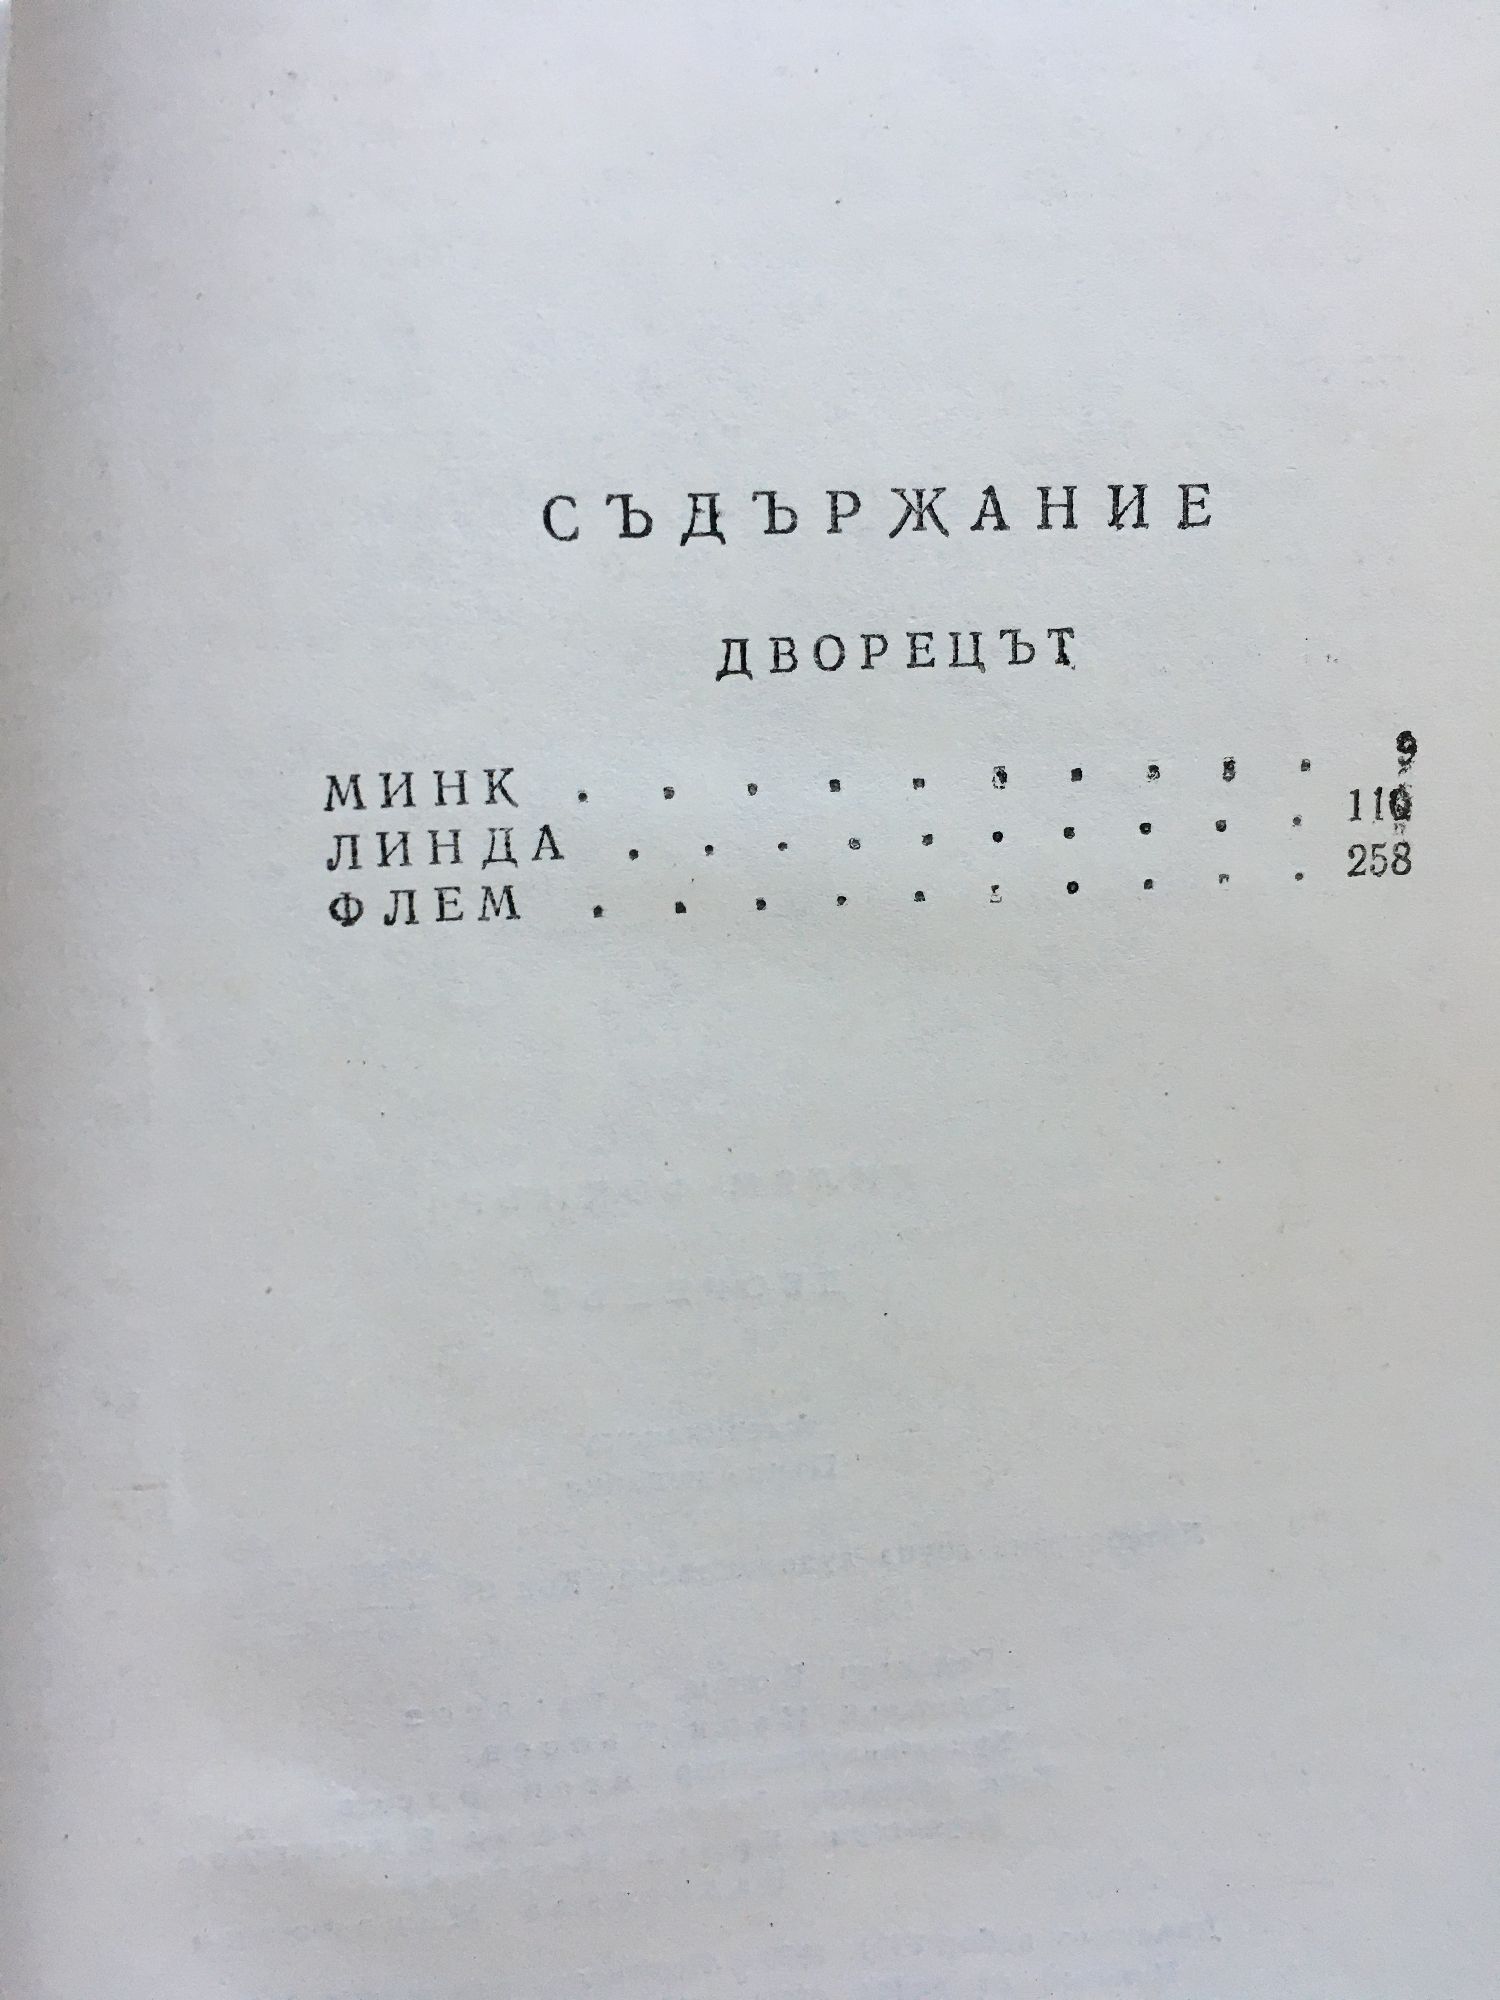 СЪДЪРЖАНИЕ
ДВОРЕЦЪТ
МИНК . . . . . . . . . . 9
ЛИНДА . . . . . . . . . . 110
ФЛЕМ . . . . . . . . . . 258